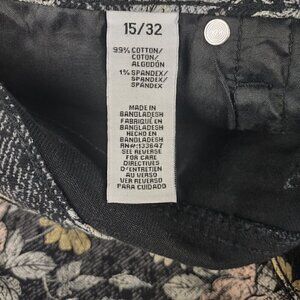 15/32
99% COTTON/
COTON/
ALGODÓN
1% SPANDEX/
SPANDEX/
SPANDEX
MADE IN
BANGLADESH
FABRIQUÉ EN
BANGLADESH
HECHO EN
BANGLADESH
RN#:133647
SEE REVERSE
FOR CARE
DIRECTIVES
D'ENTRETIEN
AU VERSO
VER REVERSO
PARA CUIDADO